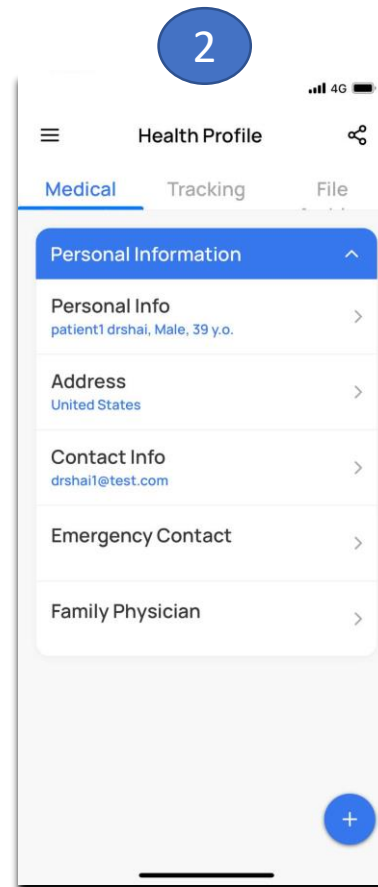 2
4G
Health Profile
Medical Tracking File
Personal Information
Personal Info
patient1 drshai, Male, 39 y.o.
Address
United States
Contact Info
drshai1@test.com
Emergency Contact
Family Physician